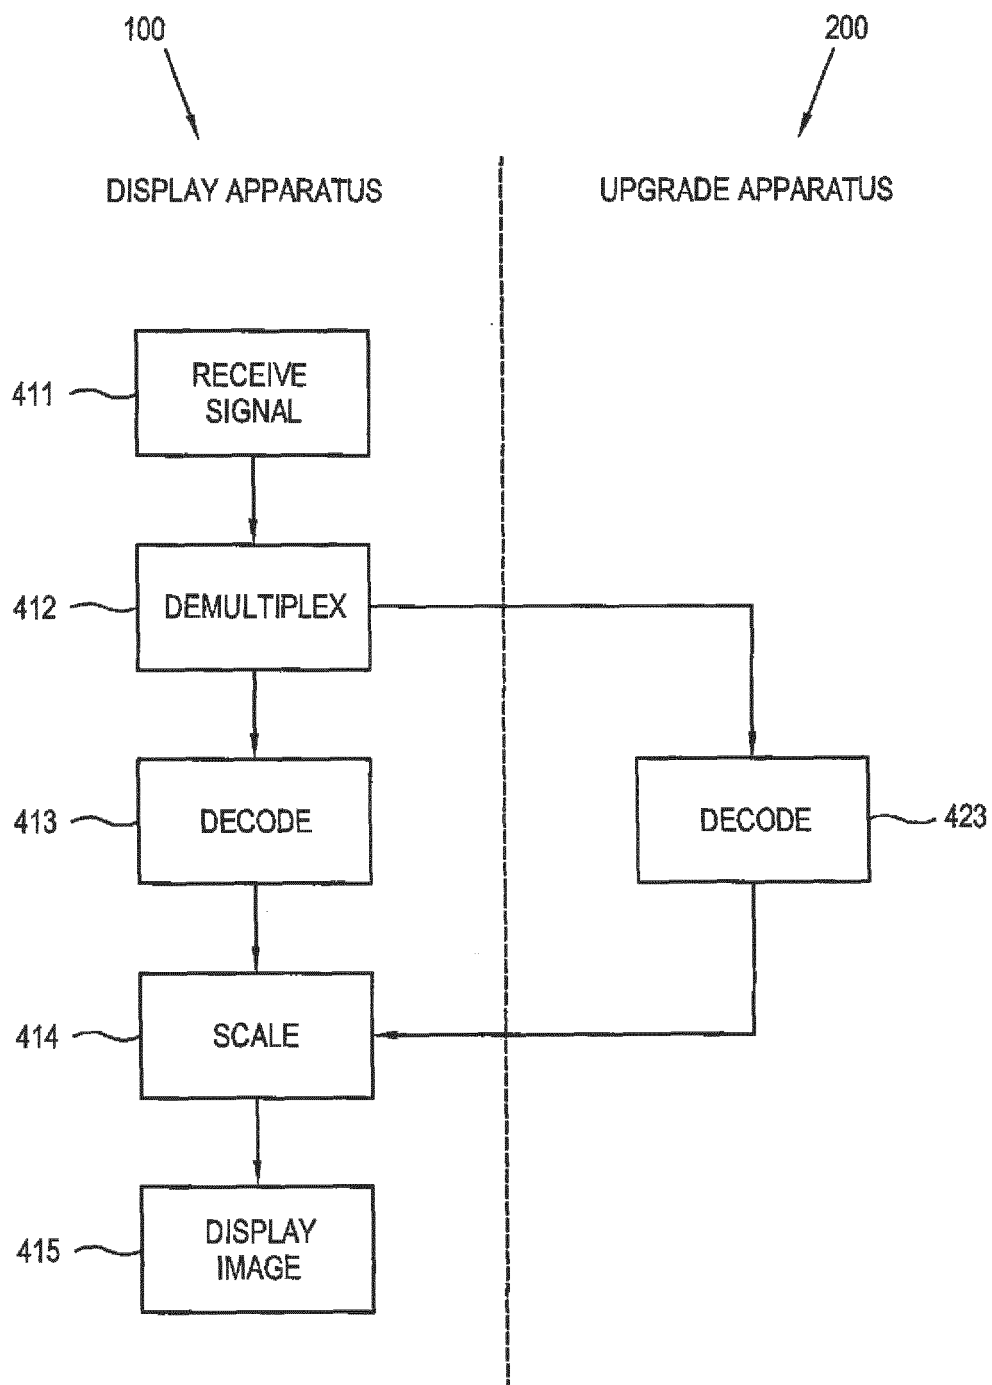 100
200
DISPLAY APPARATUS
UPGRADE APPARATUS
411
RECEIVE
SIGNAL
412
DEMULTIPLEX
413
DECODE
DECODE
423
414
SCALE
415
DISPLAY
IMAGE